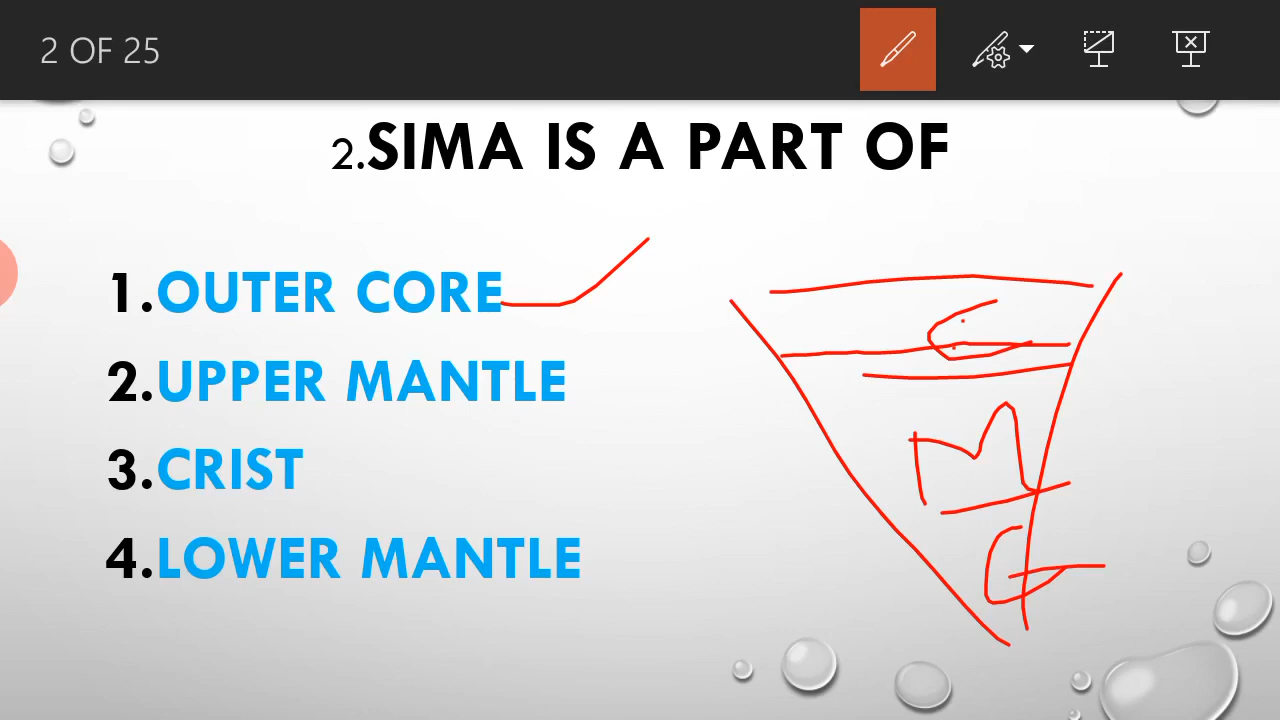 2 OF 25
2.SIMA IS A PART OF
1.OUTER CORE
2.UPPER MANTLE
3.CRIST
4.LOWER MANTLE
C
M
C